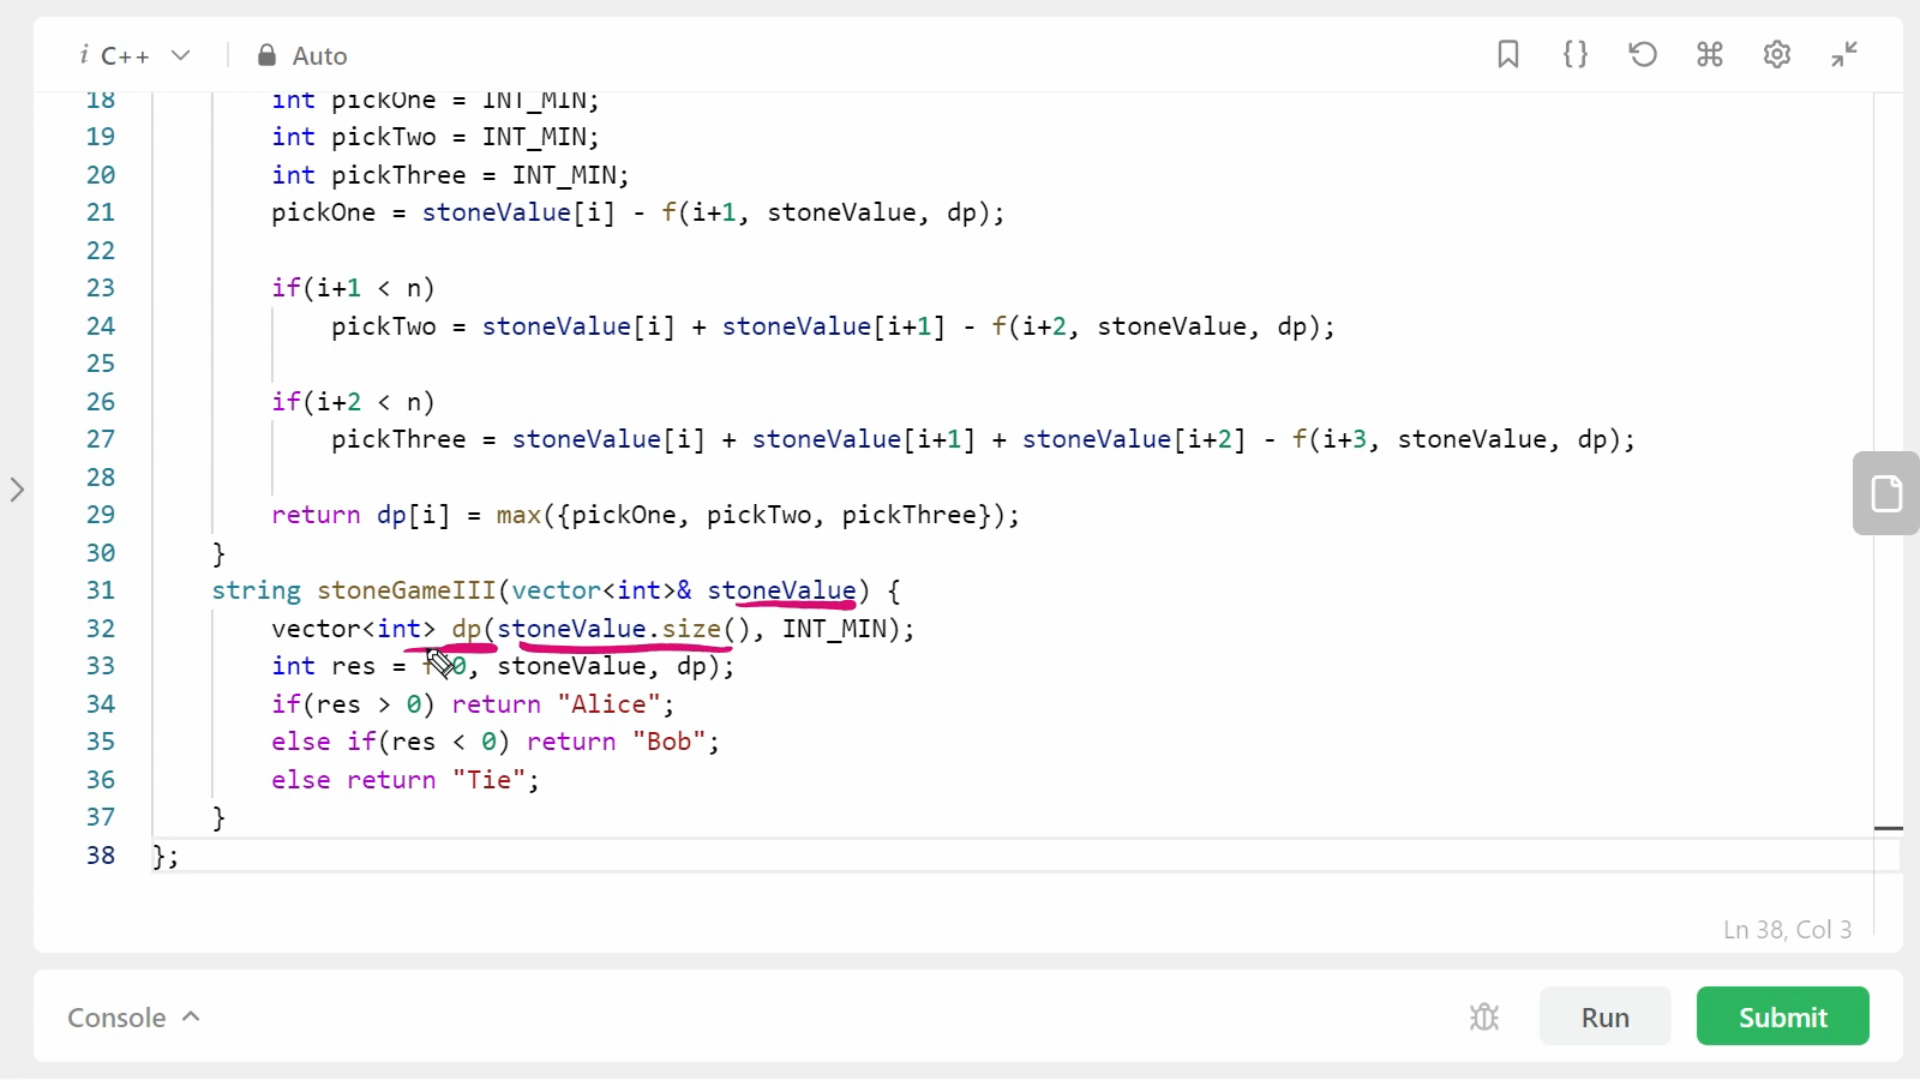 i C++ Auto
18 int pickOne = INT_MIN;
19 int pickTwo = INT_MIN;
20 int pickThree = INT_MIN;
21 pickOne = stoneValue[i] - f(i+1, stoneValue, dp);
22
23 if(i+1 < n)
24 pickTwo = stoneValue[i] + stoneValue[i+1] - f(i+2, stoneValue, dp);
25
26 if(i+2 < n)
27 pickThree = stoneValue[i] + stoneValue[i+1] + stoneValue[i+2] - f(i+3, stoneValue, dp);
28
29 return dp[i] = max({pickOne, pickTwo, pickThree});
30 }
31 string stoneGameIII(vector<int>& stoneValue) {
32 vector<int> dp(stoneValue.size(), INT_MIN);
33 int res = f(0, stoneValue, dp);
34 if(res > 0) return "Alice";
35 else if(res < 0) return "Bob";
36 else return "Tie";
37 }
38 };
Ln 38, Col 3
Console Run Submit